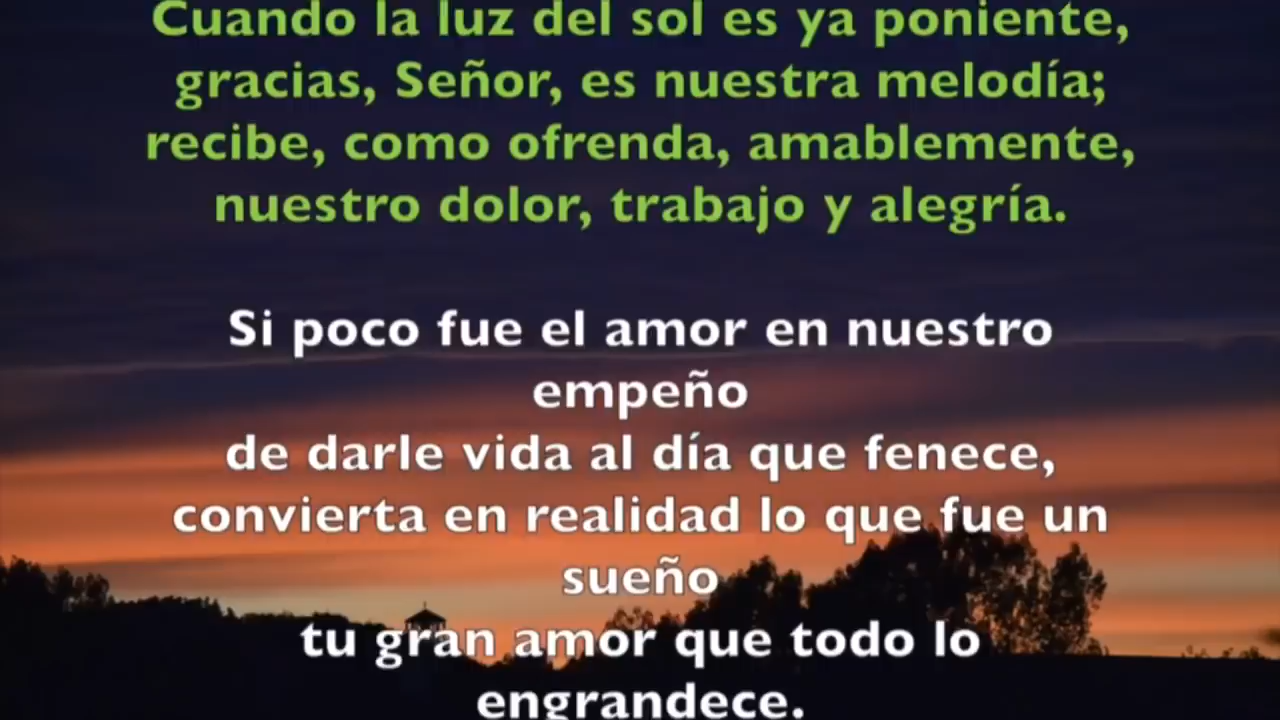 Cuando la luz del sol es ya poniente,
gracias, Señor, es nuestra melodía;
recibe, como ofrenda, amablemente,
nuestro dolor, trabajo y alegría.
Si poco fue el amor en nuestro
empeño
de darle vida al día que fenece,
convierta en realidad lo que fue un
sueño
tu gran amor que todo lo
engrandece.